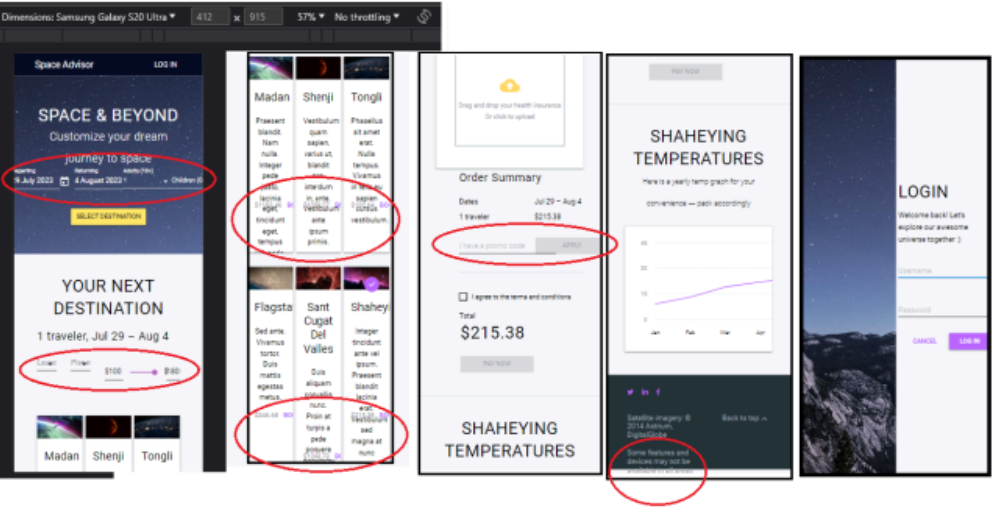 Dimensions: Samsung Galaxy S20 Ultra ▼ 412 x 915 57% ▼ No throttling ▼
Space Advisor LOG IN
SPACE & BEYOND
Customize your dream
journey to space
Returning Adults (18+)
9 July 2023 4 August 2023 Children
SELECT DESTINATION
YOUR NEXT
DESTINATION
1 traveler, Jul 29 – Aug 4
$100 $180
Madan Shenji Tongli
Madan Shenji Tongli
Praesent Vestibulum Phasellus
blandit. quam sit amet
Nam sapien, erat.
nulla. varius ut, Nulla
Integer blandit tempus.
pede non, Vivamus
justo, interdum in felis eu
lacinia in, ante. sapien
eget, Vestibulum cursus
tincidunt ante vestibulum.
eget, ipsum
tempus primis.
Flagsta Sant Shahey
Cugat
Del
Valles
Sed ante. Integer
Vivamus tincidunt
tortor. ante vel
Duis Duis ipsum.
mattis aliquam Praesent
egestas convallis blandit
metus. nunc. lacinia
Proin at erat.
turpis a Vestibulum
pede sed
posuere magna at
nunc
Drag and drop your health insurance
Or click to upload
Order Summary
Dates Jul 29 – Aug 4
1 traveler $215.38
I have a promo code APPLY
I agree to the terms and conditions
Total
$215.38
PAY NOW
SHAHEYING
TEMPERATURES
PAY NOW
SHAHEYING
TEMPERATURES
Here is a yearly temp graph for your
convenience — pack accordingly
Jan Feb Mar Apr
Satellite imagery © Back to top
2014 Astrium,
DigitalGlobe
Some features and
devices may not be
LOGIN
Welcome back! Let's
explore our awesome
universe together :)
Username
Password
CANCEL LOG IN